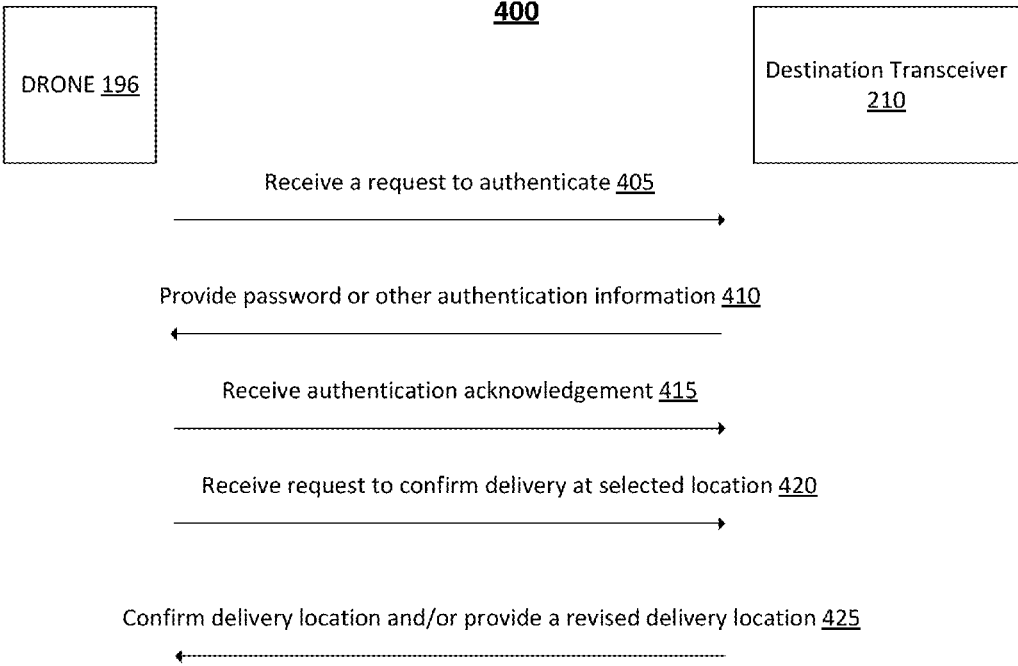 400
DRONE 196
Destination Transceiver
210
Receive a request to authenticate 405
Provide password or other authentication information 410
Receive authentication acknowledgement 415
Receive request to confirm delivery at selected location 420
Confirm delivery location and/or provide a revised delivery location 425